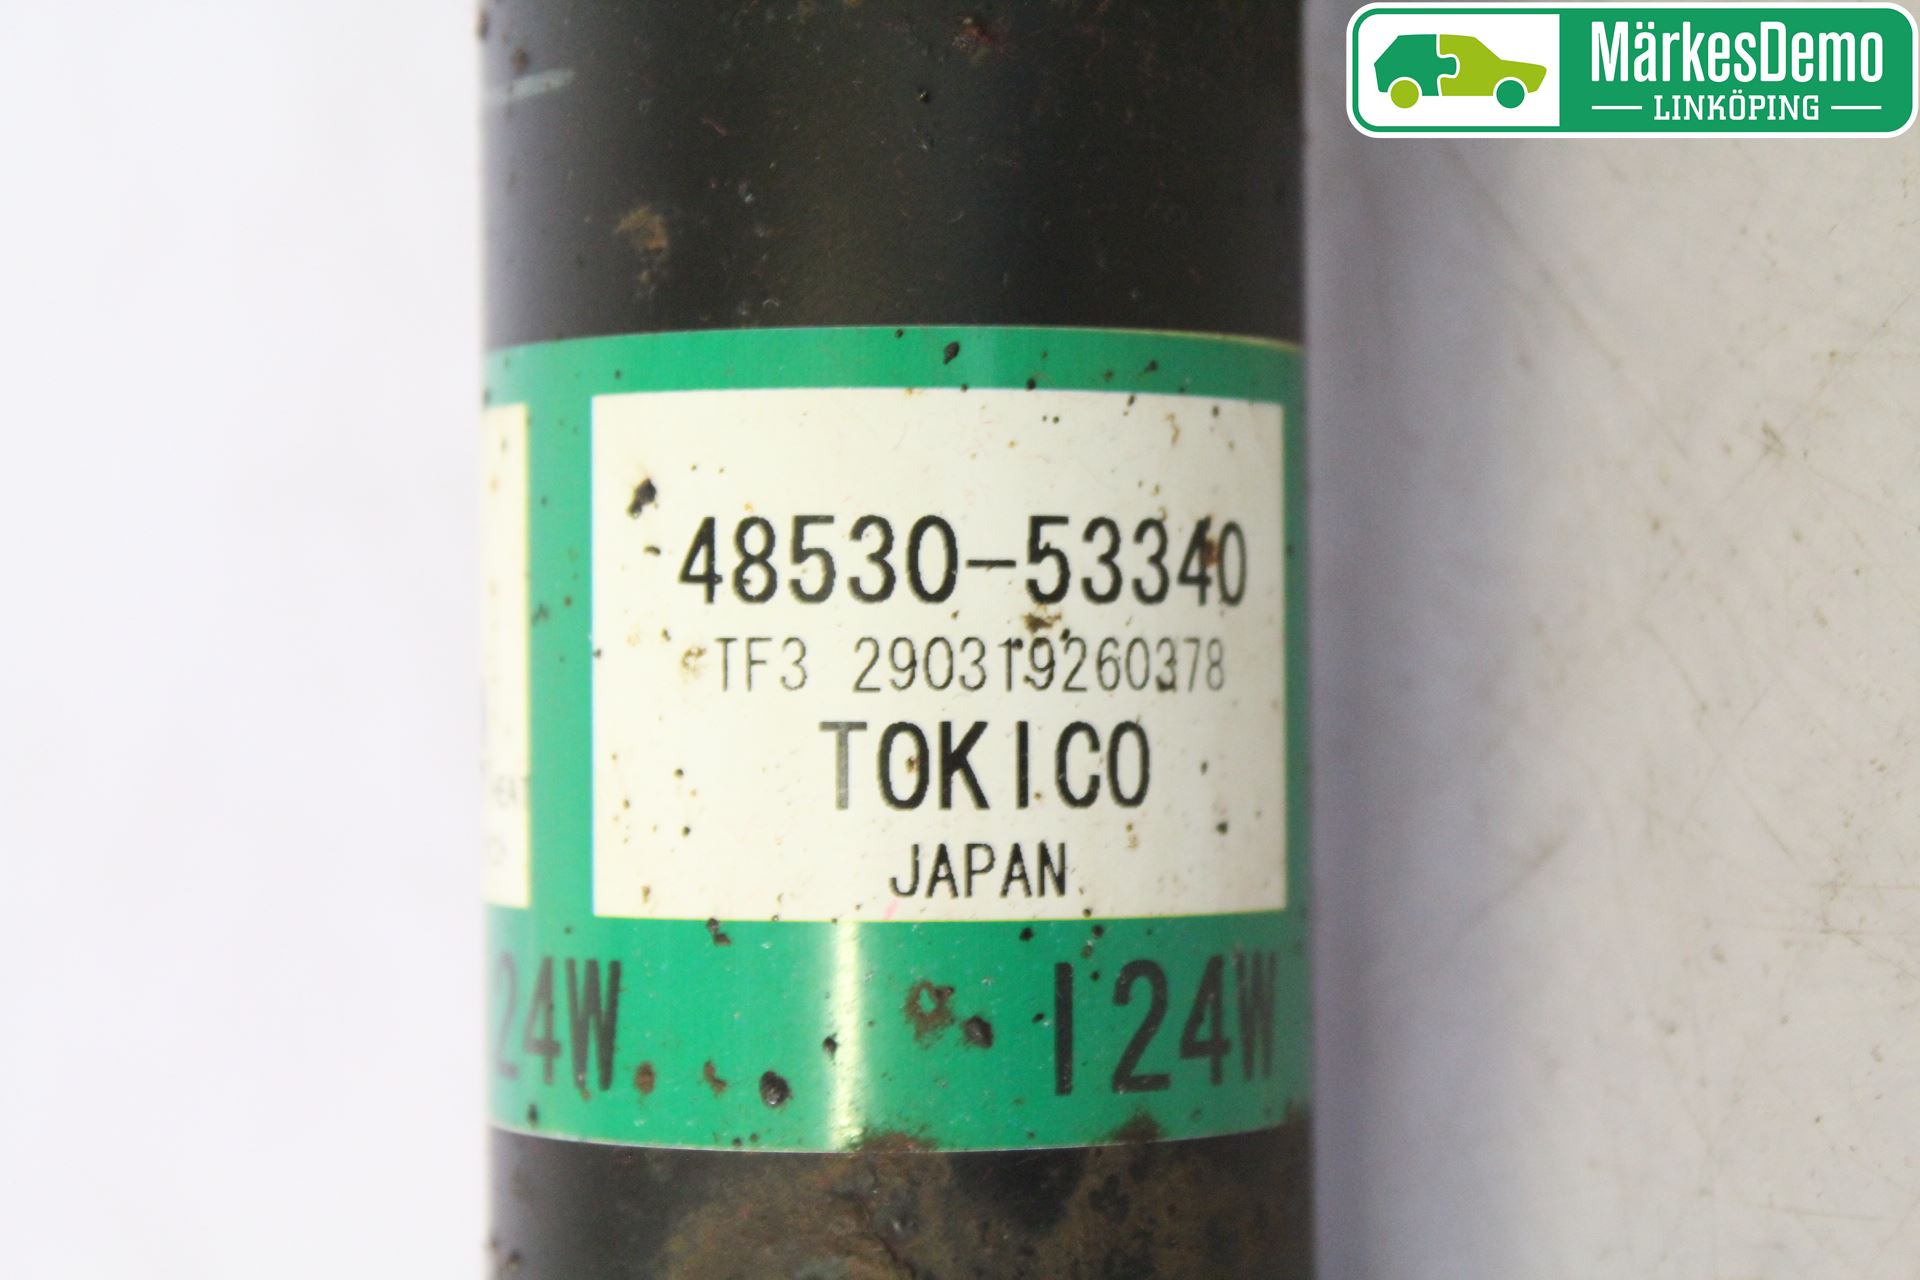 MärkesDemo
LINKÖPING
48530-53340
TF3 290319260378
TOKICO
JAPAN
24W 124W